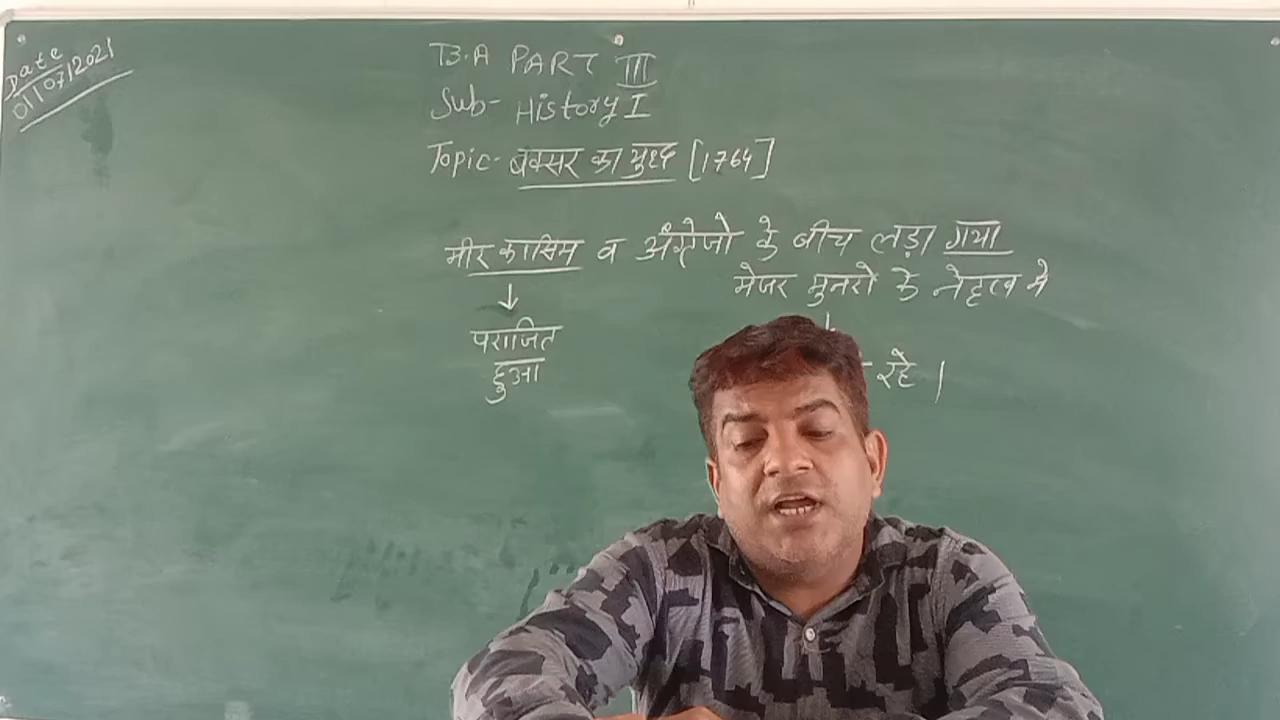 Date
01/07/2021
B.A PART III
Sub- History I
Topic- बक्सर का युद्ध [1764]
मीर कासिम व अंग्रेजो के बीच लड़ा गया
मेजर मुनरो के नेतृत्व मे
↓
पराजित
हुआ
रहे।